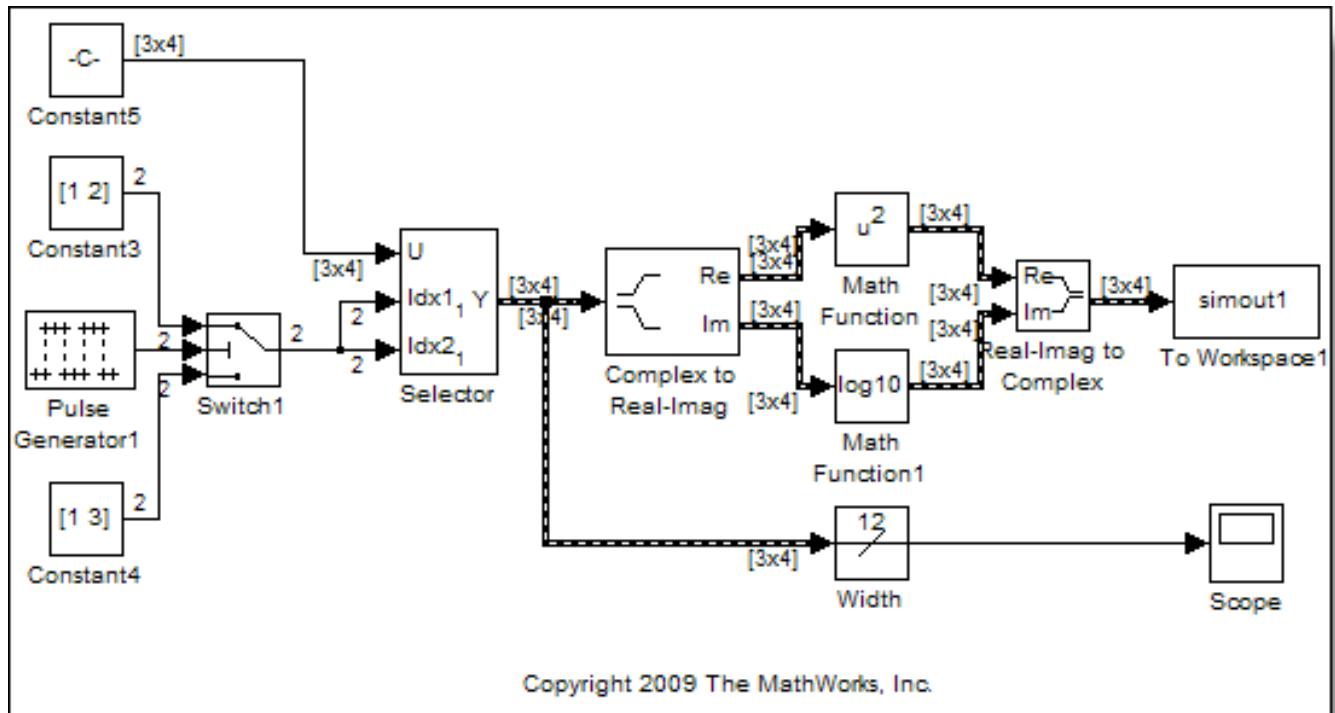 -C-
[3x4]
Constant5
[1 2]
2
Constant3
[3x4]
2
Pulse
Generator1
2
2
Switch1
2
2
[1 3]
2
Constant4
U
Idx1
1
Idx2
1
Y
Selector
[3x4]
[3x4]
Re
Im
Complex to
Real-Imag
[3x4]
[3x4]
[3x4]
[3x4]
u2
Math
Function
[3x4]
log10
Math
Function1
[3x4]
[3x4]
[3x4]
Re
Im
Real-Imag to
Complex
[3x4]
simout1
To Workspace1
[3x4]
12
Width
Scope
Copyright 2009 The MathWorks, Inc.